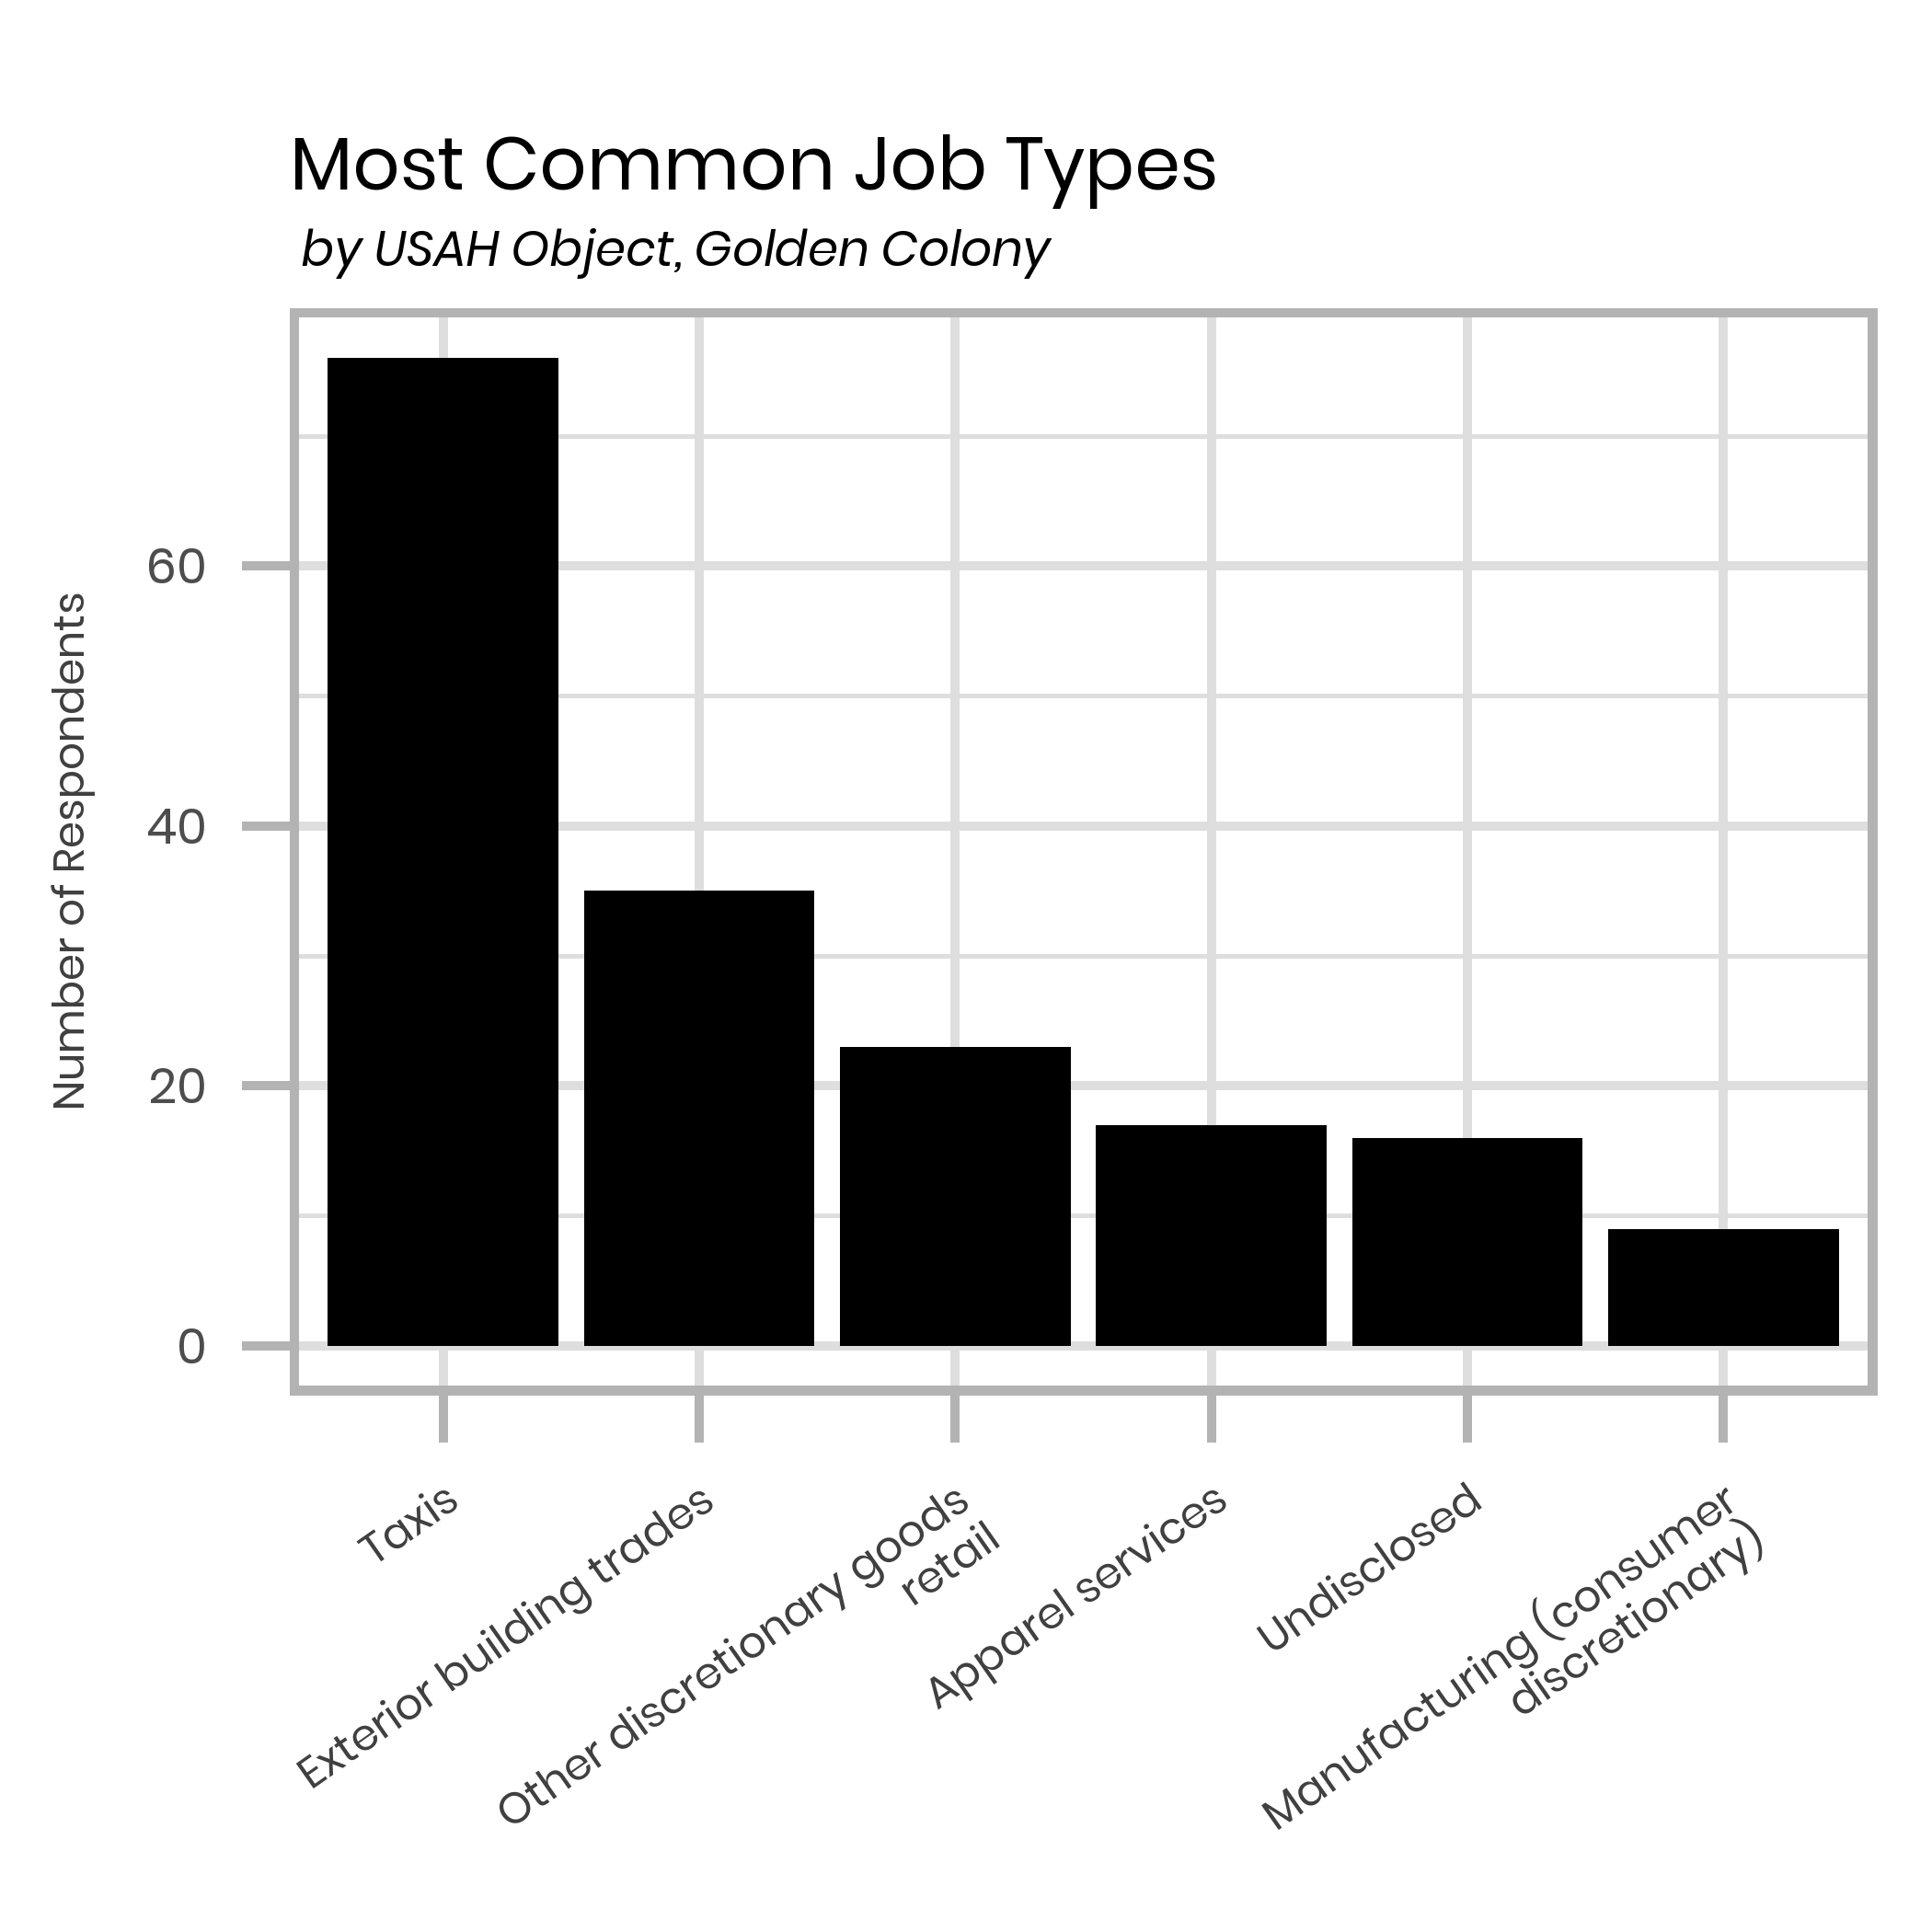 Most Common Job Types
by USAH Object, Golden Colony
Number of Respondents
60
40
20
0
Taxis
Exterior building trades
Other discretionary goods
retail
Apparel services
Undisclosed
Manufacturing (consumer
discretionary)